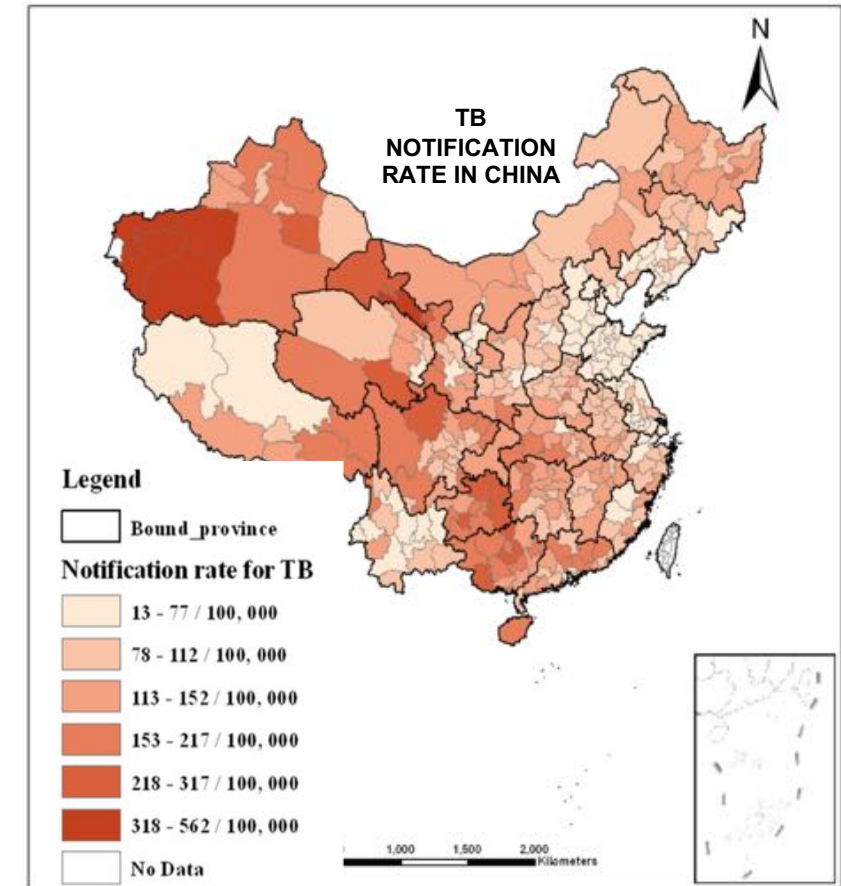 N
TB
NOTIFICATION
RATE IN CHINA
Legend
Bound_province
Notification rate for TB
13 - 77 / 100, 000
78 - 112 / 100, 000
113 - 152 / 100, 000
153 - 217 / 100, 000
218 - 317 / 100, 000
318 - 562 / 100, 000
No Data
1,000 1,500 2,000
Kilometers